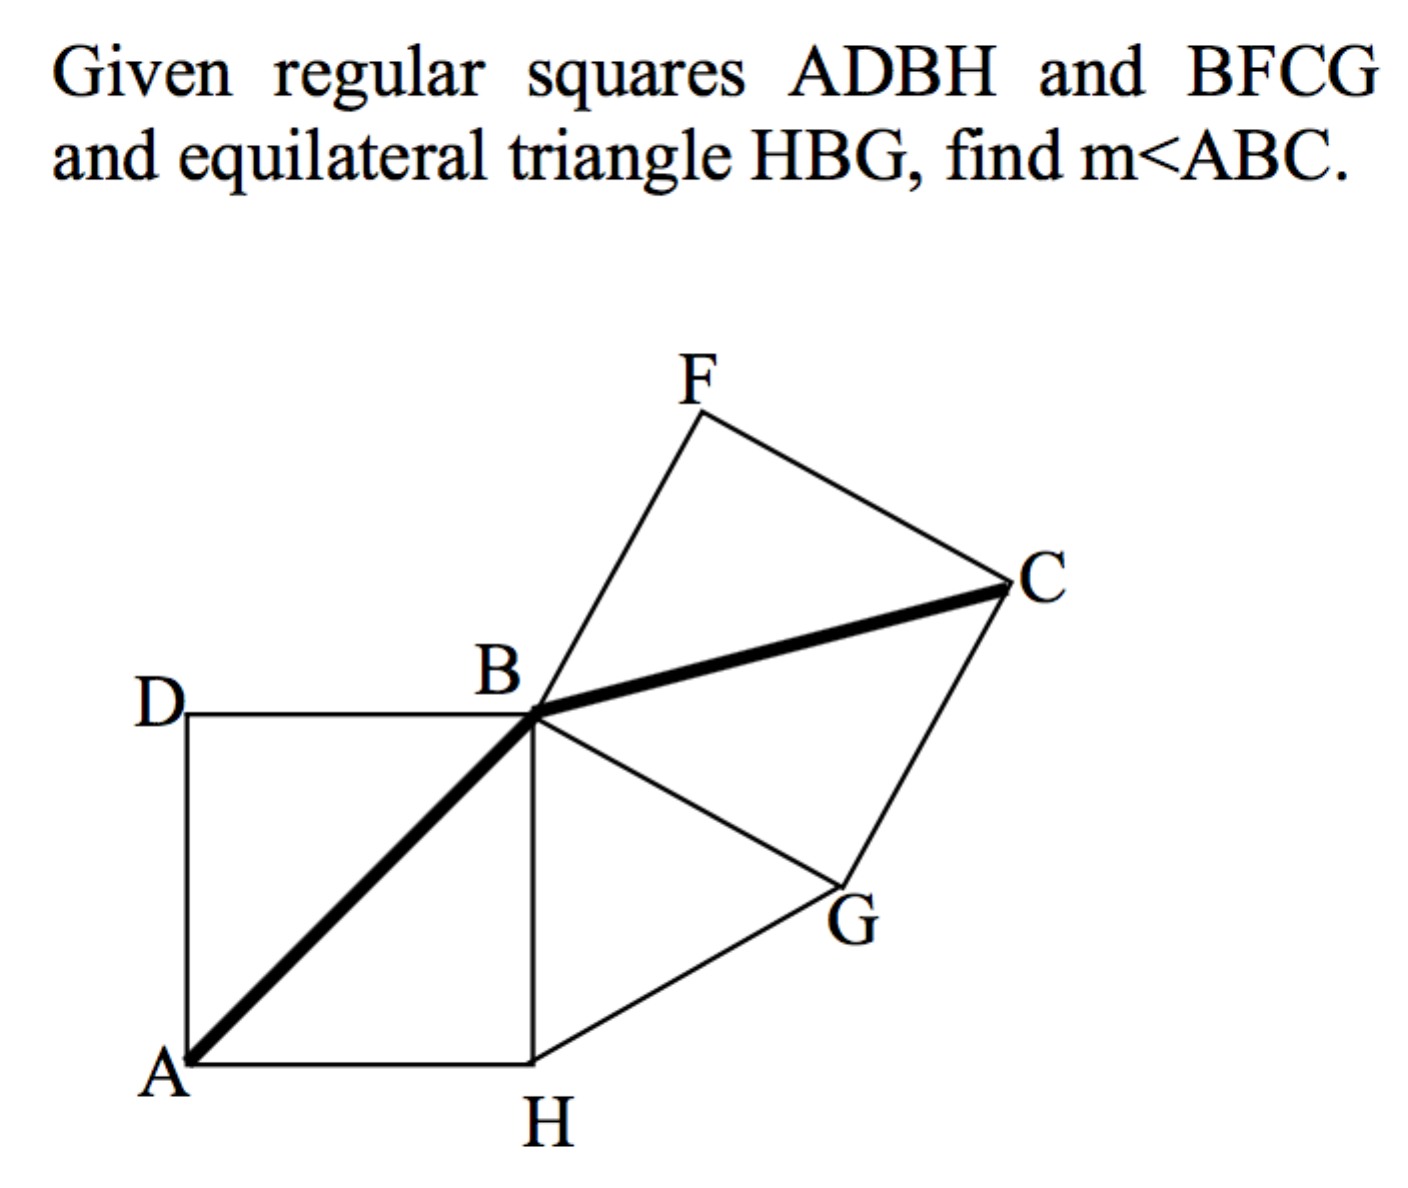 Given regular squares ADBH and BFCG
and equilateral triangle HBG, find m<ABC.
F
C
B
D
G
A
H